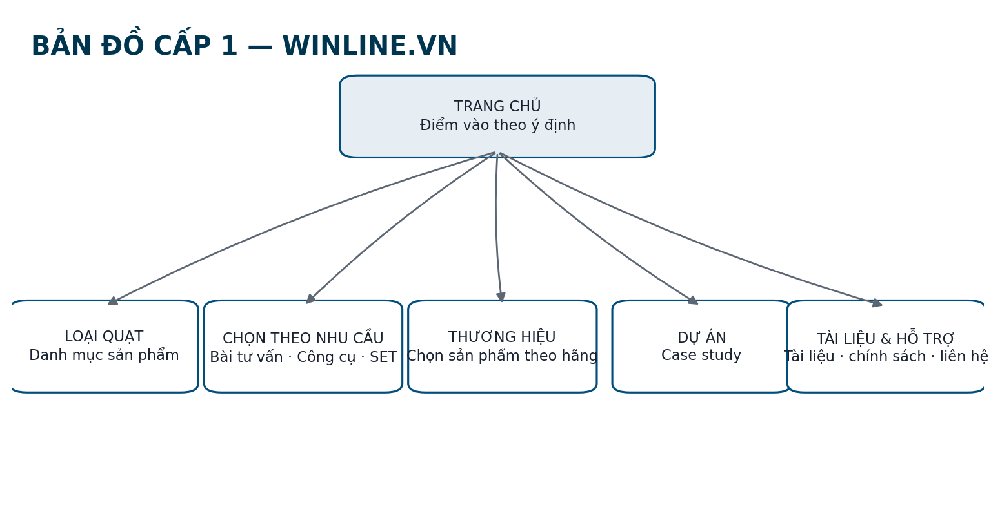 BẢN ĐỒ CẤP 1 — WINLINE.VN
TRANG CHỦ
Điểm vào theo ý định
LOẠI QUẠT
Danh mục sản phẩm
CHỌN THEO NHU CẦU
Bài tư vấn · Công cụ · SET
THƯƠNG HIỆU
Chọn sản phẩm theo hãng
DỰ ÁN
Case study
TÀI LIỆU & HỖ TRỢ
Tài liệu · chính sách · liên hệ